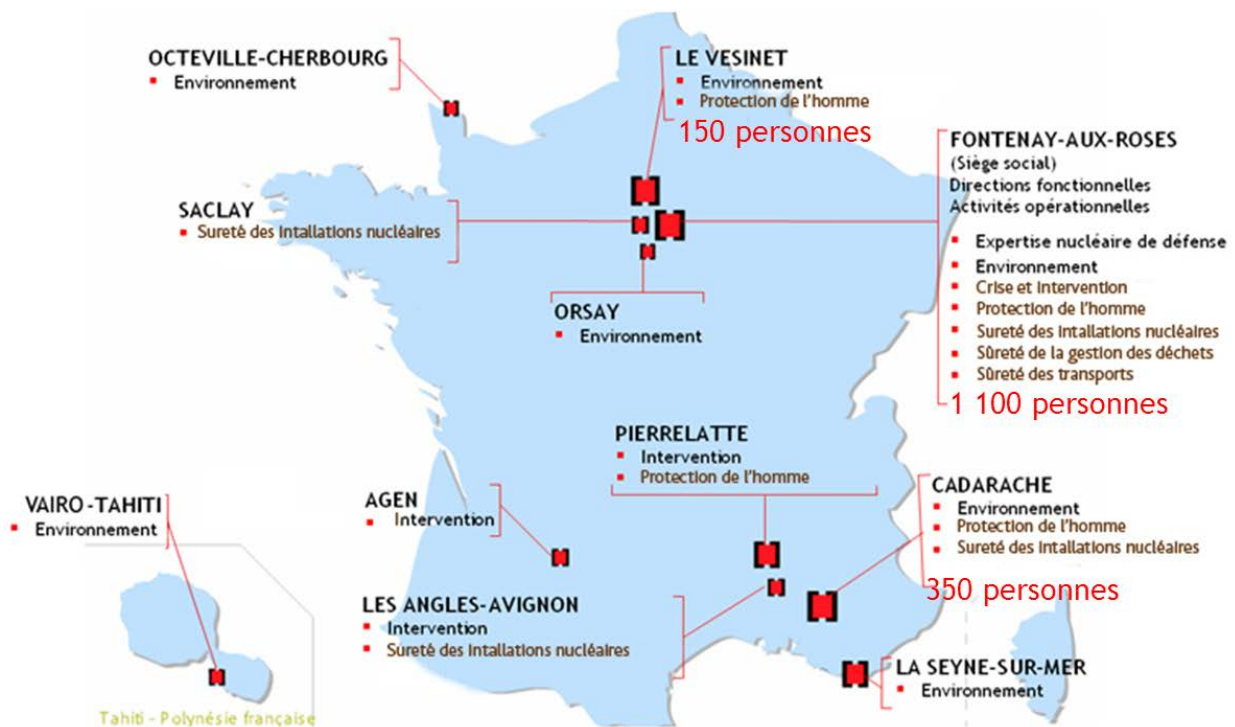 OCTEVILLE-CHERBOURG
Environnement
LE VESINET
Environnement
Protection de l'homme
150 personnes
FONTENAY-AUX-ROSES
(Siège social)
Directions fonctionnelles
Activités opérationnelles
Expertise nucléaire de défense
Environnement
Crise et intervention
Protection de l'homme
Sureté des intallations nucléaires
Sûreté de la gestion des déchets
Sûreté des transports
1 100 personnes
SACLAY
Sureté des intallations nucléaires
ORSAY
Environnement
PIERRELATTE
Intervention
Protection de l'homme
CADARACHE
Environnement
Protection de l'homme
Sureté des intallations nucléaires
350 personnes
VAIRO-TAHITI
Environnement
AGEN
Intervention
LES ANGLES-AVIGNON
Intervention
Sureté des intallations nucléaires
LA SEYNE-SUR-MER
Environnement
Tahiti - Polynésie française